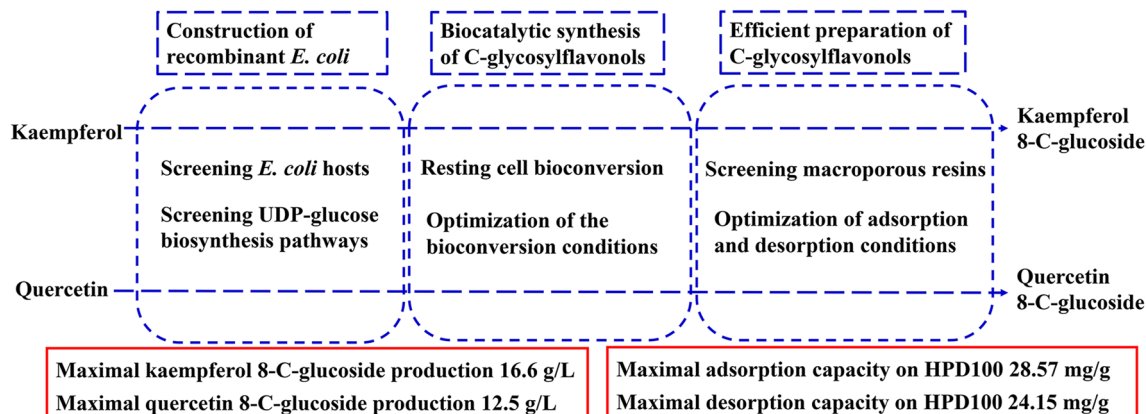 Construction of
recombinant E. coli
Biocatalytic synthesis
of C-glycosylflavonols
Efficient preparation of
C-glycosylflavonols
Kaempferol
Kaempferol
8-C-glucoside
Screening E. coli hosts
Screening UDP-glucose
biosynthesis pathways
Resting cell bioconversion
Optimization of the
bioconversion conditions
Screening macroporous resins
Optimization of adsorption
and desorption conditions
Quercetin
Quercetin
8-C-glucoside
Maximal kaempferol 8-C-glucoside production 16.6 g/L
Maximal quercetin 8-C-glucoside production 12.5 g/L
Maximal adsorption capacity on HPD100 28.57 mg/g
Maximal desorption capacity on HPD100 24.15 mg/g